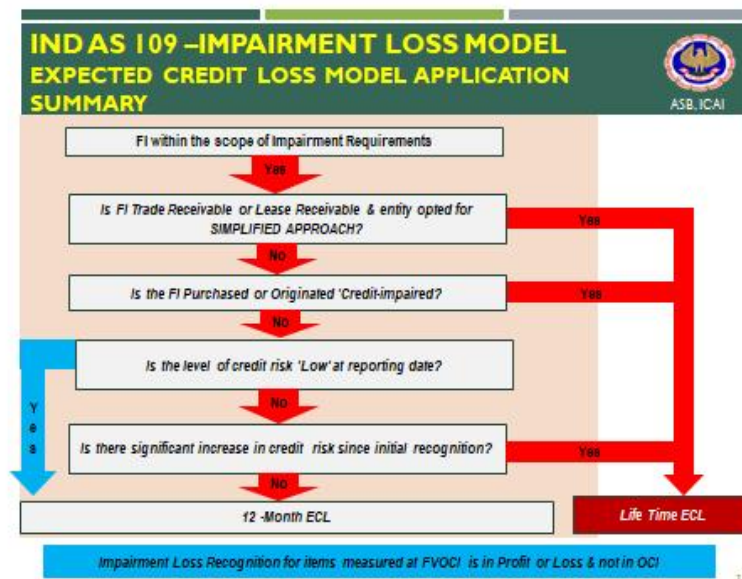 IND AS 109 –IMPAIRMENT LOSS MODEL
EXPECTED CREDIT LOSS MODEL APPLICATION
SUMMARY
ASB, ICAI
FI within the scope of Impairment Requirements
Yes
Is FI Trade Receivable or Lease Receivable & entity opted for
SIMPLIFIED APPROACH?
Yes
No
Is the FI Purchased or Originated 'Credit-impaired?
Yes
No
Is the level of credit risk 'Low' at reporting date?
Yes
No
Is there significant increase in credit risk since initial recognition?
Yes
No
12 -Month ECL
Life Time ECL
Impairment Loss Recognition for items measured at FVOCI is in Profit or Loss & not in OCI